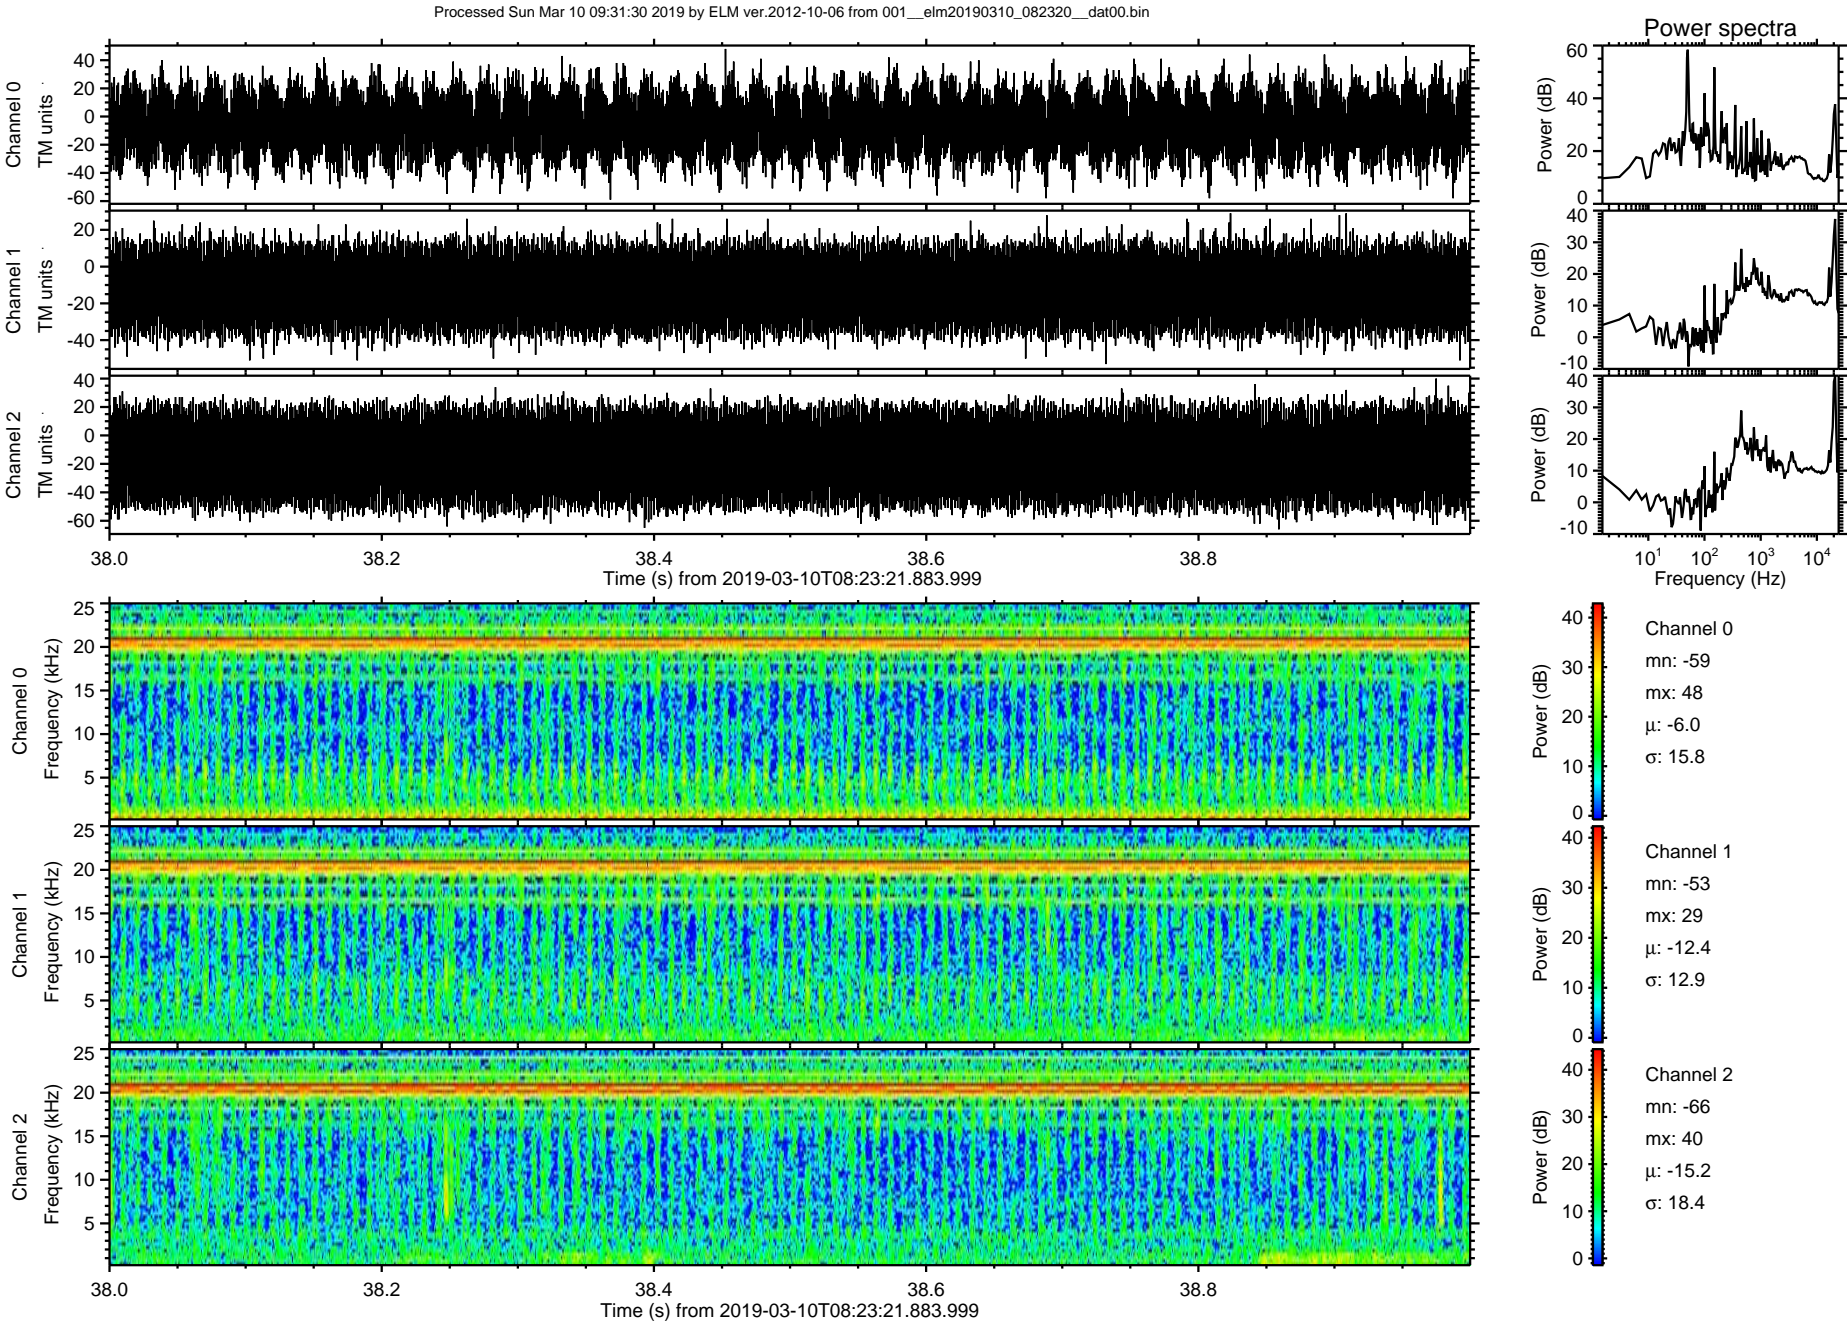 Processed Sun Mar 10 09:31:30 2019 by ELM ver.2012-10-06 from 001__elm20190310_082320__dat00.bin
Power spectra
Channel 0
TM units
40
20
0
-20
-40
-60
Power (dB)
60
40
20
0
Channel 1
TM units
20
0
-20
-40
Power (dB)
40
30
20
10
0
-10
Channel 2
TM units
40
20
0
-20
-40
-60
Power (dB)
40
30
20
10
0
-10
38.0 38.2 38.4 38.6 38.8
Time (s) from 2019-03-10T08:23:21.883.999
10¹ 10² 10³ 10⁴
Frequency (Hz)
Channel 0
Frequency (kHz)
25
20
15
10
5
Power (dB)
40
30
20
10
0
Channel 0
mn: -59
mx: 48
μ: -6.0
σ: 15.8
Channel 1
Frequency (kHz)
25
20
15
10
5
Power (dB)
40
30
20
10
0
Channel 1
mn: -53
mx: 29
μ: -12.4
σ: 12.9
Channel 2
Frequency (kHz)
25
20
15
10
5
Power (dB)
40
30
20
10
0
Channel 2
mn: -66
mx: 40
μ: -15.2
σ: 18.4
38.0 38.2 38.4 38.6 38.8
Time (s) from 2019-03-10T08:23:21.883.999